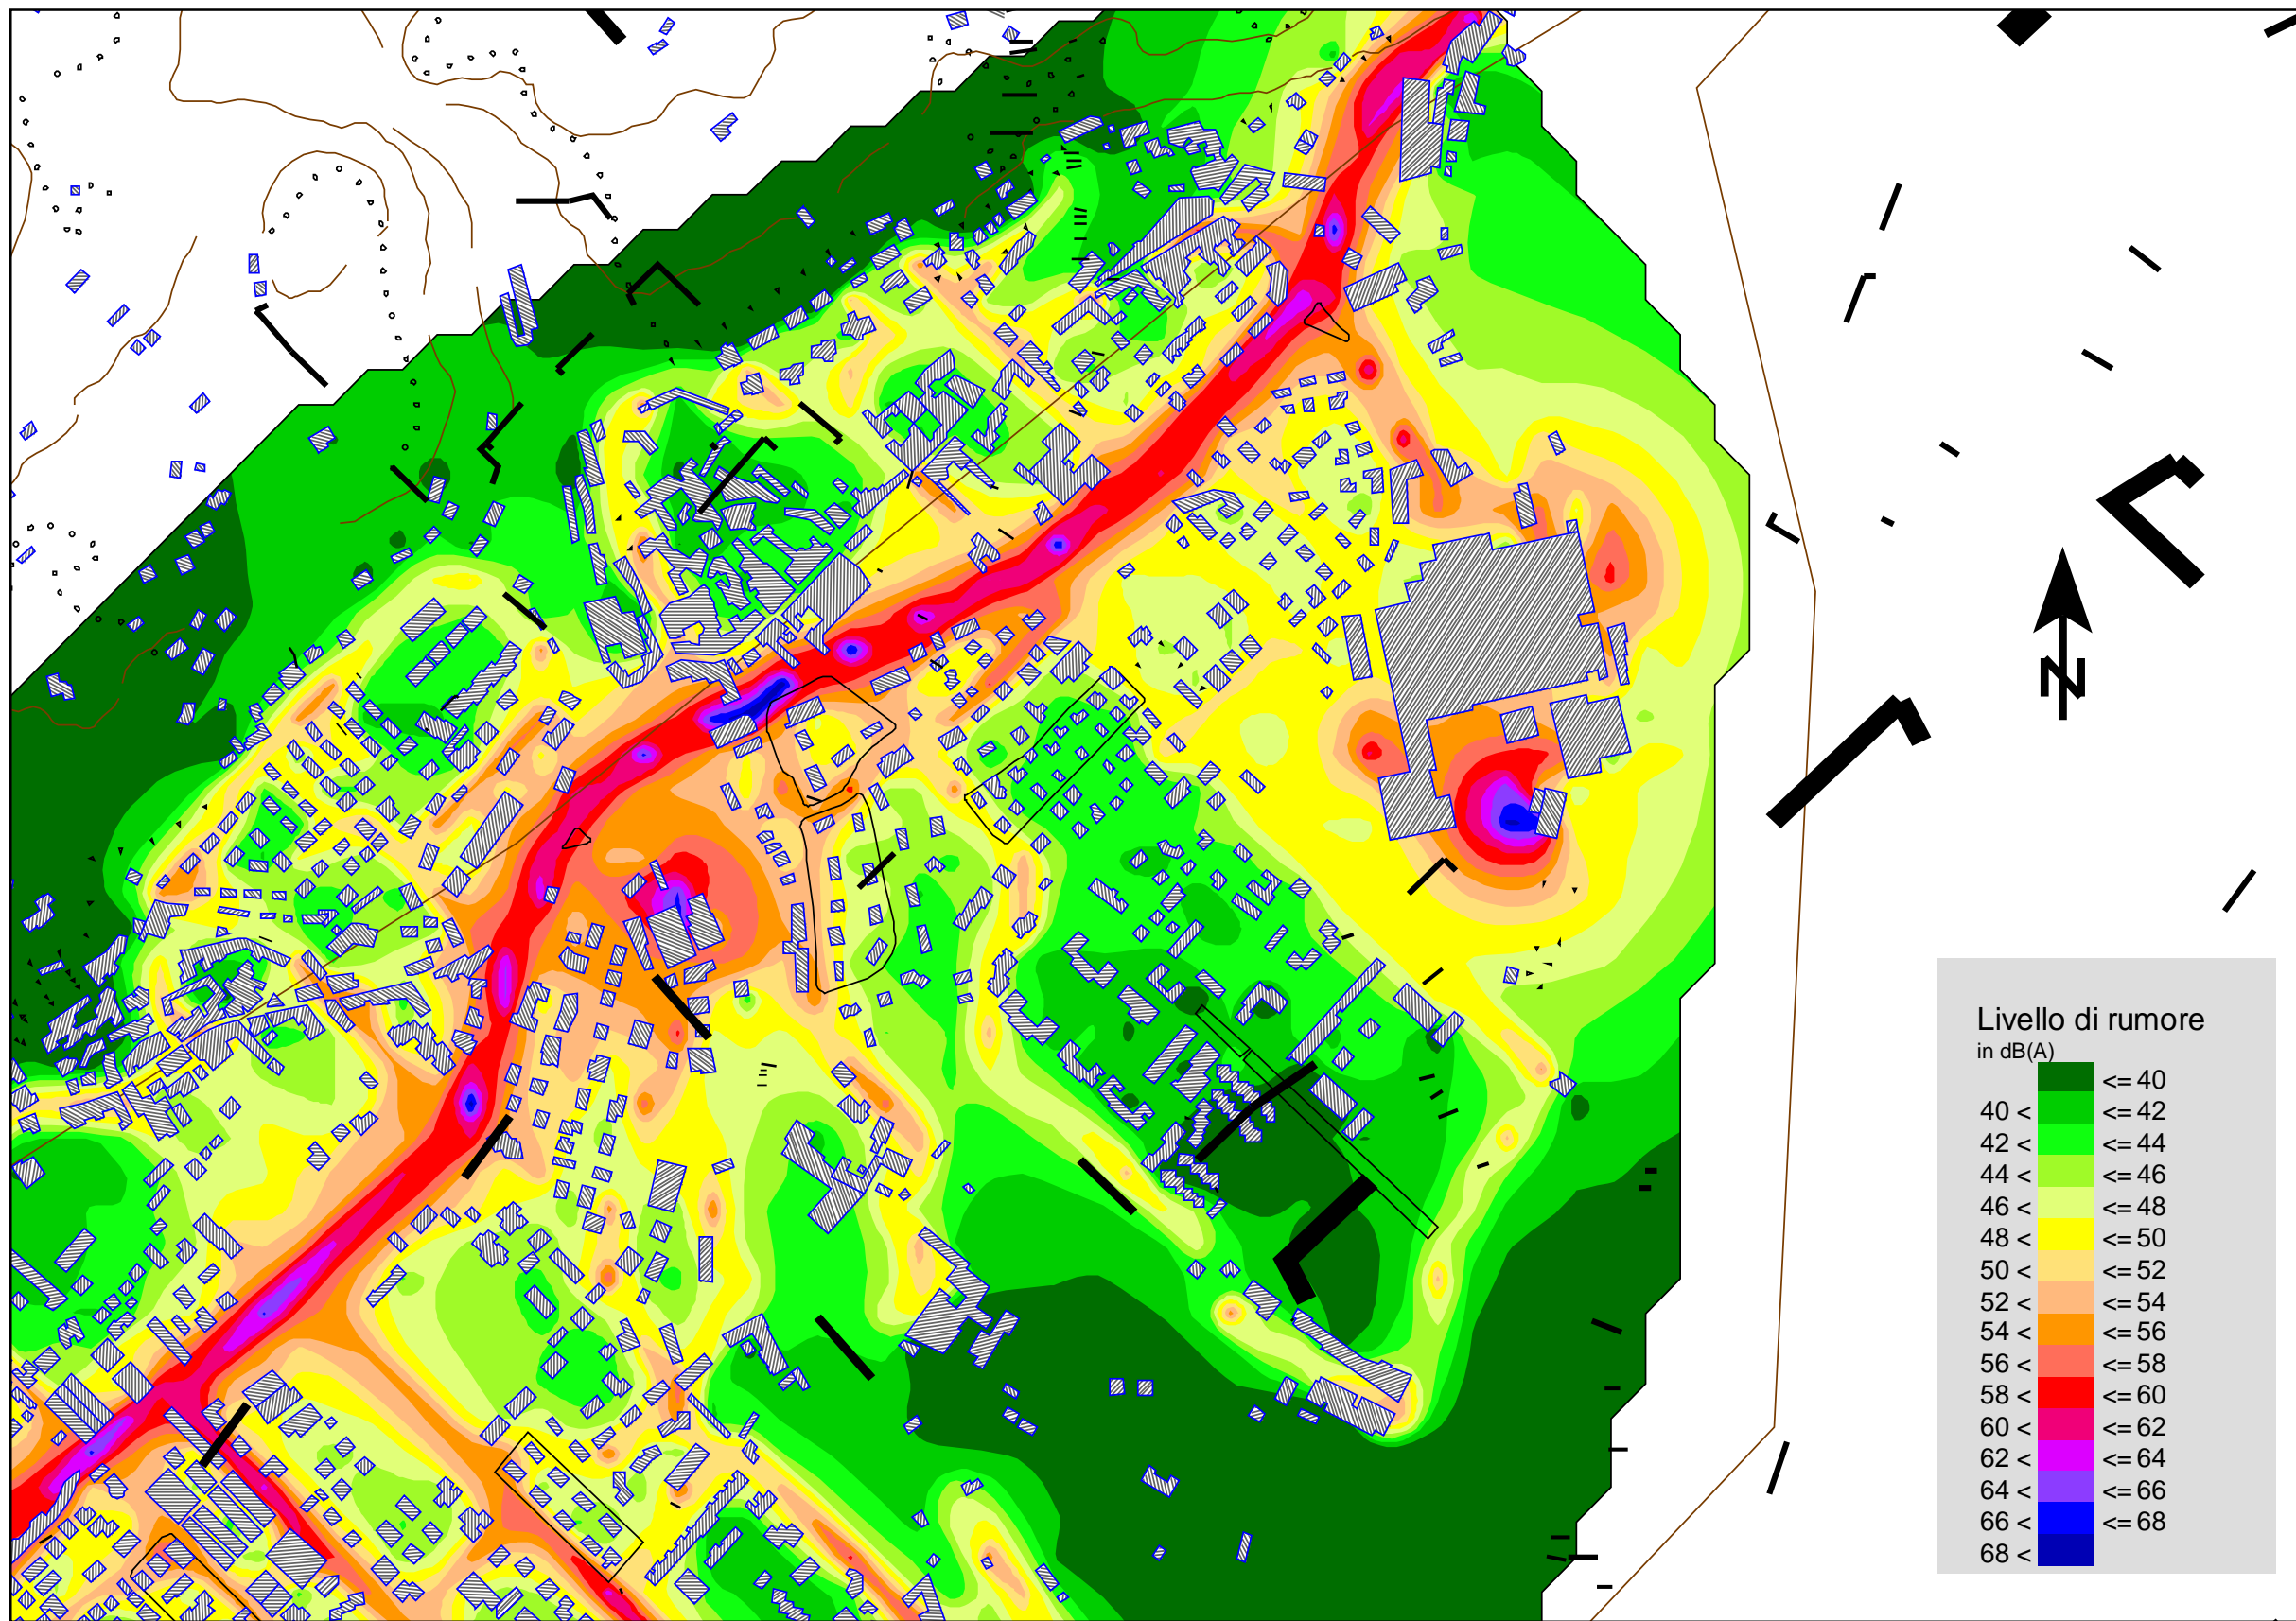 N
Livello di rumore
in dB(A)
<= 40
40 < <= 42
42 < <= 44
44 < <= 46
46 < <= 48
48 < <= 50
50 < <= 52
52 < <= 54
54 < <= 56
56 < <= 58
58 < <= 60
60 < <= 62
62 < <= 64
64 < <= 66
66 < <= 68
68 <